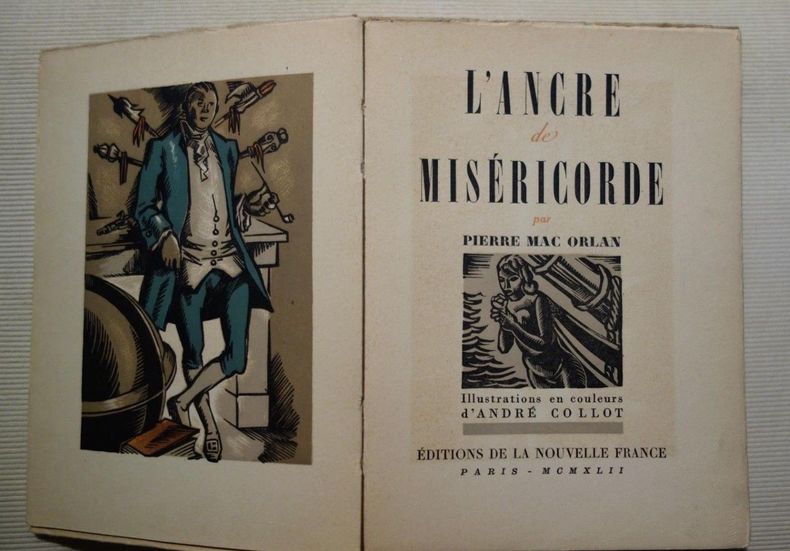 L'ANCRE
de
MISÉRICORDE
par
PIERRE MAC ORLAN
Illustrations en couleurs
d'ANDRÉ COLLOT
ÉDITIONS DE LA NOUVELLE FRANCE
PARIS - MCMXLII